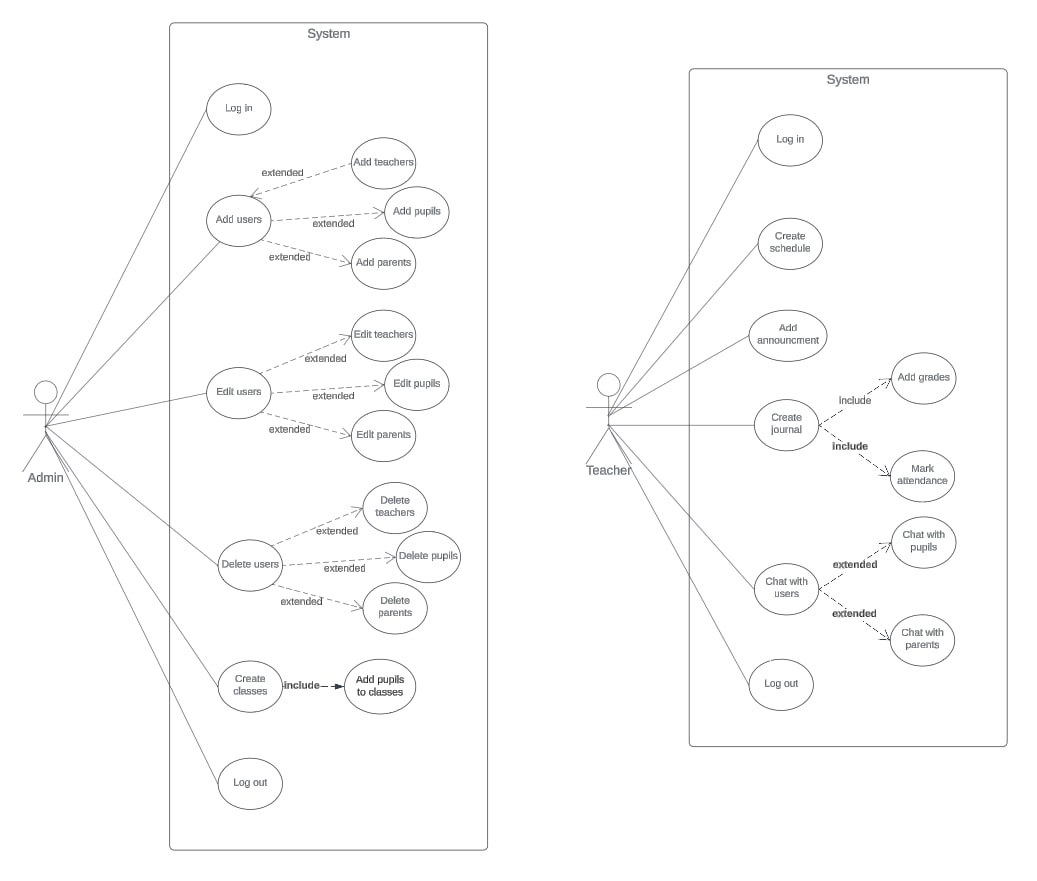 System
Log in
Add teachers
extended
Add users
Add pupils
extended
extended
Add parents
Edit teachers
extended
Edit users
Edit pupils
extended
extended
Edit parents
Admin
Delete
teachers
extended
Delete users
Delete pupils
extended
extended
Delete
parents
Create
classes
include
Add pupils
to classes
Log out
System
Log in
Create
schedule
Add
announcment
Add grades
include
Create
journal
include
Mark
attendance
Teacher
Chat with
pupils
extended
Chat with
users
extended
Chat with
parents
Log out